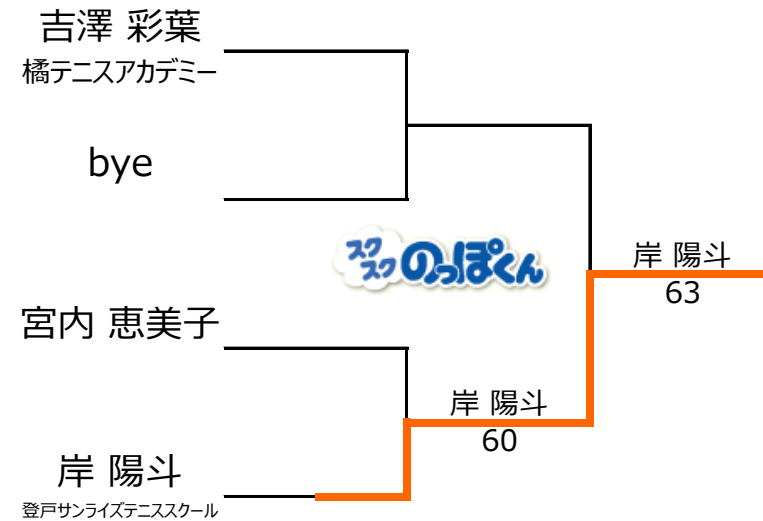 吉澤 彩葉
橘テニスアカデミー
bye
スク
スク
のっぽくん
岸 陽斗
63
宮内 恵美子
岸 陽斗
60
岸 陽斗
登戸サンライズテニススクール